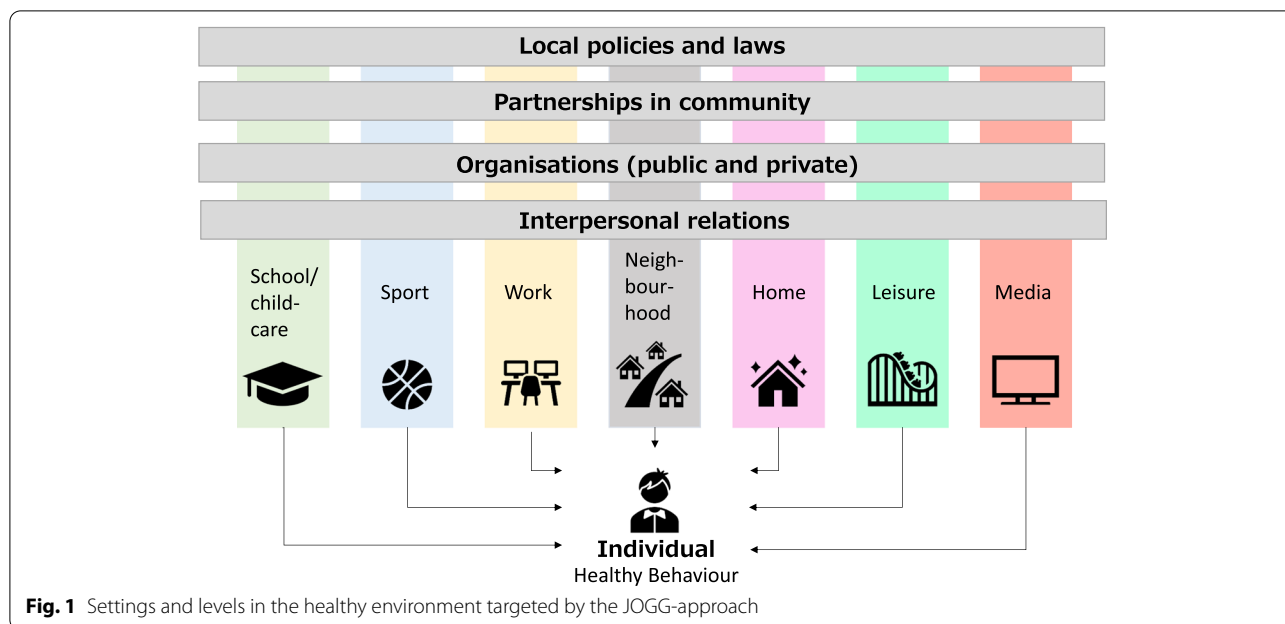 Local policies and laws
Partnerships in community
Organisations (public and private)
Interpersonal relations
School/
child-
care
Sport
Work
Neigh-
bour-
hood
Home
Leisure
Media
Individual
Healthy Behaviour
Fig. 1 Settings and levels in the healthy environment targeted by the JOGG-approach